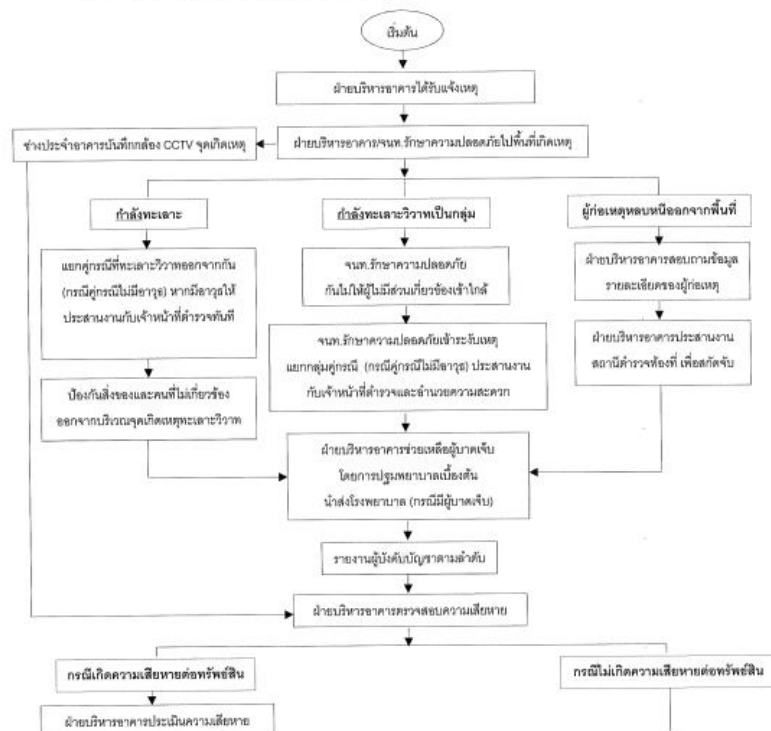 เริ่มต้น
ฝ่ายบริหารอาคารได้รับแจ้งเหตุ
ช่างประจำอาคารบันทึกกล้อง CCTV จุดเกิดเหตุ
ฝ่ายบริหารอาคาร/จนท.รักษาความปลอดภัยไปพื้นที่เกิดเหตุ
กำลังทะเลาะ
กำลังทะเลาะวิวาทเป็นกลุ่ม
ผู้ก่อเหตุหลบหนีออกจากพื้นที่
แยกคู่กรณีที่ทะเลาะวิวาทออกจากกัน
(กรณีคู่กรณีไม่มีอาวุธ) หากมีอาวุธให้
ประสานงานกับเจ้าหน้าที่ตำรวจทันที
จนท.รักษาความปลอดภัย
กันไม่ให้ผู้ไม่มีส่วนเกี่ยวข้องเข้าใกล้
ฝ่ายบริหารอาคารสอบถามข้อมูล
รายละเอียดของผู้ก่อเหตุ
จนท.รักษาความปลอดภัยเข้าระงับเหตุ
แยกกลุ่มคู่กรณี (กรณีคู่กรณีไม่มีอาวุธ) ประสานงาน
กับเจ้าหน้าที่ตำรวจและอำนวยความสะดวก
ฝ่ายบริหารอาคารประสานงาน
สถานีตำรวจท้องที่ เพื่อสกัดจับ
ป้องกันสิ่งของและคนที่ไม่เกี่ยวข้อง
ออกจากบริเวณจุดเกิดเหตุทะเลาะวิวาท
ฝ่ายบริหารอาคารช่วยเหลือผู้บาดเจ็บ
โดยการปฐมพยาบาลเบื้องต้น
นำส่งโรงพยาบาล (กรณีมีผู้บาดเจ็บ)
รายงานผู้บังคับบัญชาตามลำดับ
ฝ่ายบริหารอาคารตรวจสอบความเสียหาย
กรณีเกิดความเสียหายต่อทรัพย์สิน
กรณีไม่เกิดความเสียหายต่อทรัพย์สิน
ฝ่ายบริหารอาคารประเมินความเสียหาย